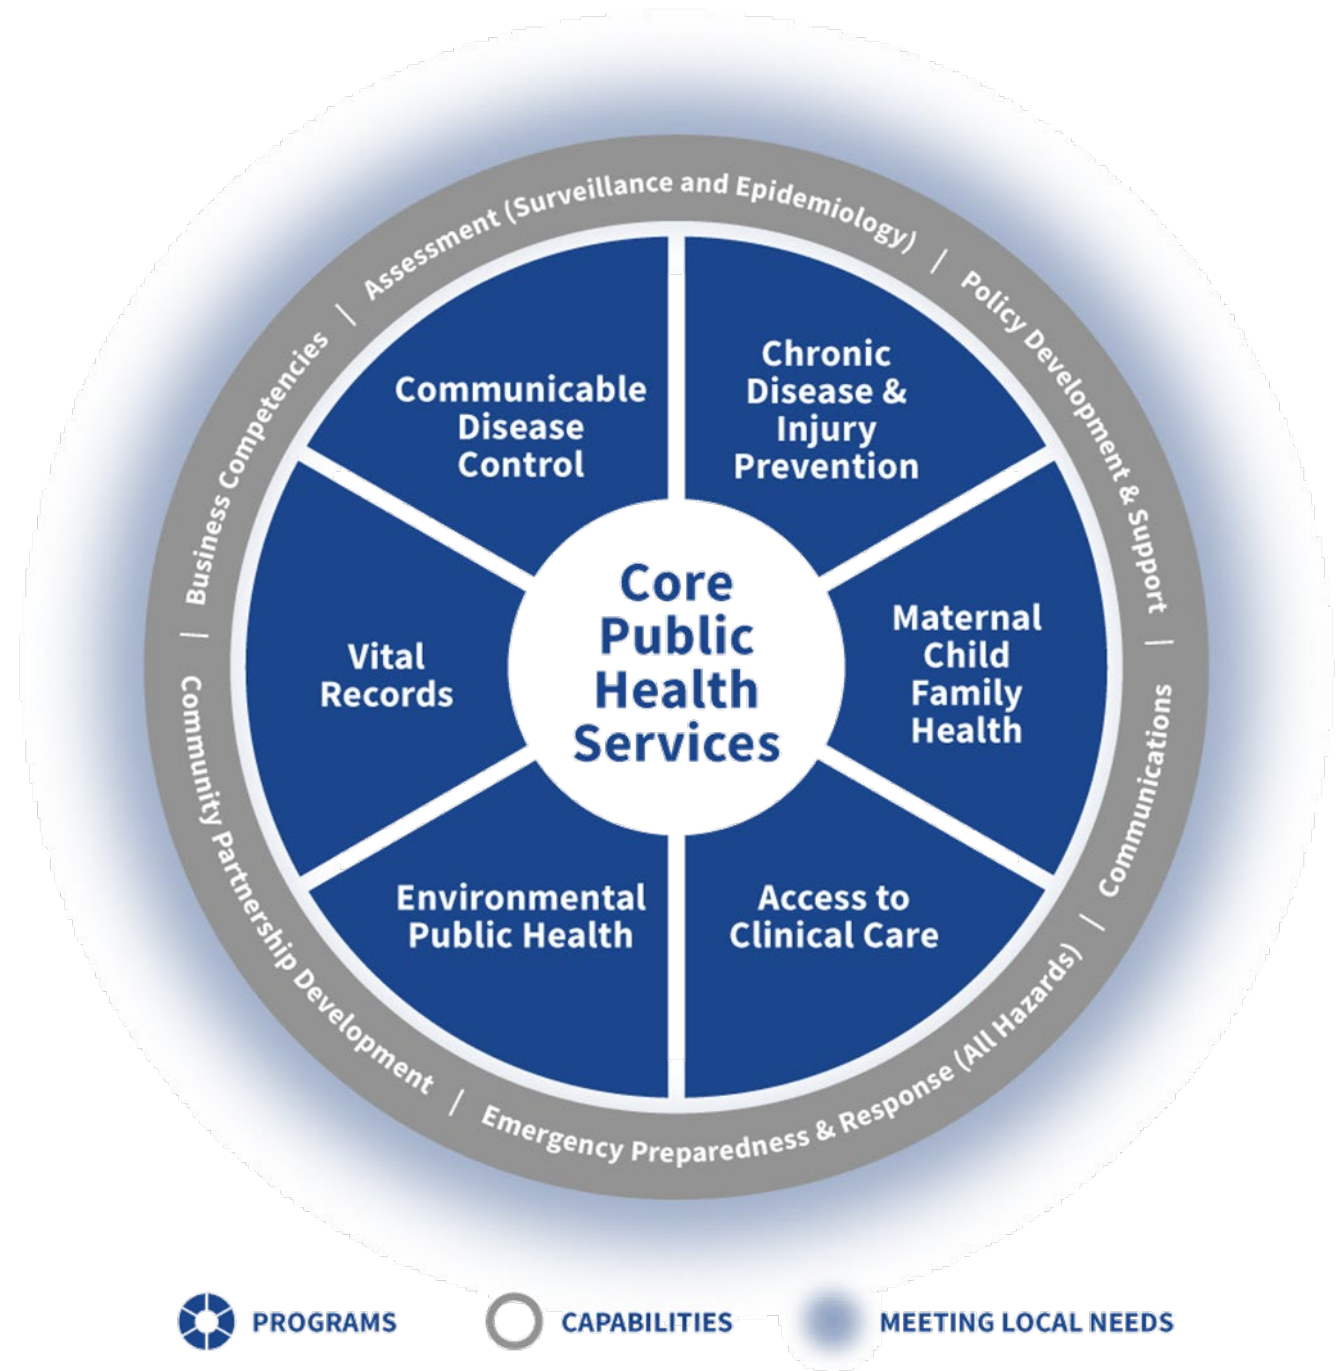 Assessment (Surveillance and Epidemiology) | Policy Development & Support | Communications | Emergency Preparedness & Response (All Hazards) | Community Partnership Development | Business Competencies |
Communicable
Disease
Control
Chronic
Disease &
Injury
Prevention
Maternal
Child
Family
Health
Access to
Clinical Care
Environmental
Public Health
Vital
Records
Core
Public
Health
Services
PROGRAMS
CAPABILITIES
MEETING LOCAL NEEDS